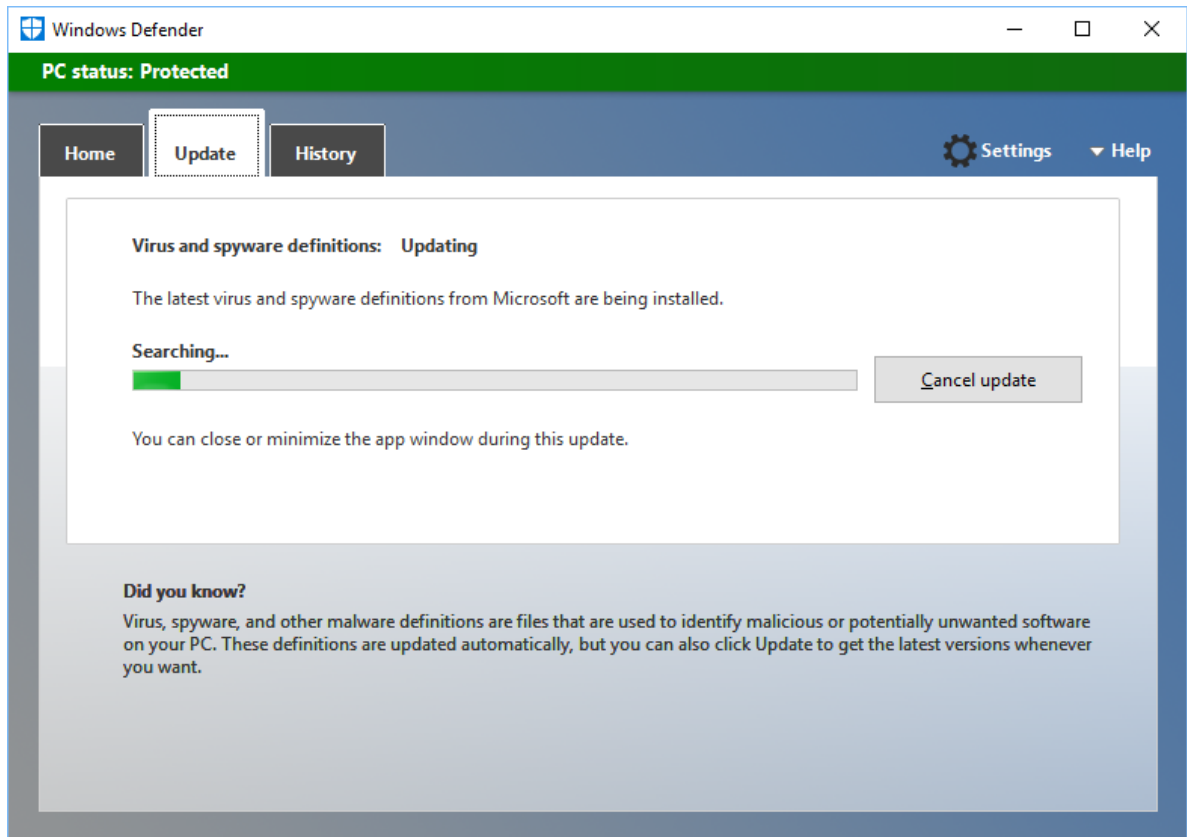 Windows Defender
PC status: Protected
Home
Update
History
Settings
Help
Virus and spyware definitions: Updating
The latest virus and spyware definitions from Microsoft are being installed.
Searching...
Cancel update
You can close or minimize the app window during this update.
Did you know?
Virus, spyware, and other malware definitions are files that are used to identify malicious or potentially unwanted software
on your PC. These definitions are updated automatically, but you can also click Update to get the latest versions whenever
you want.